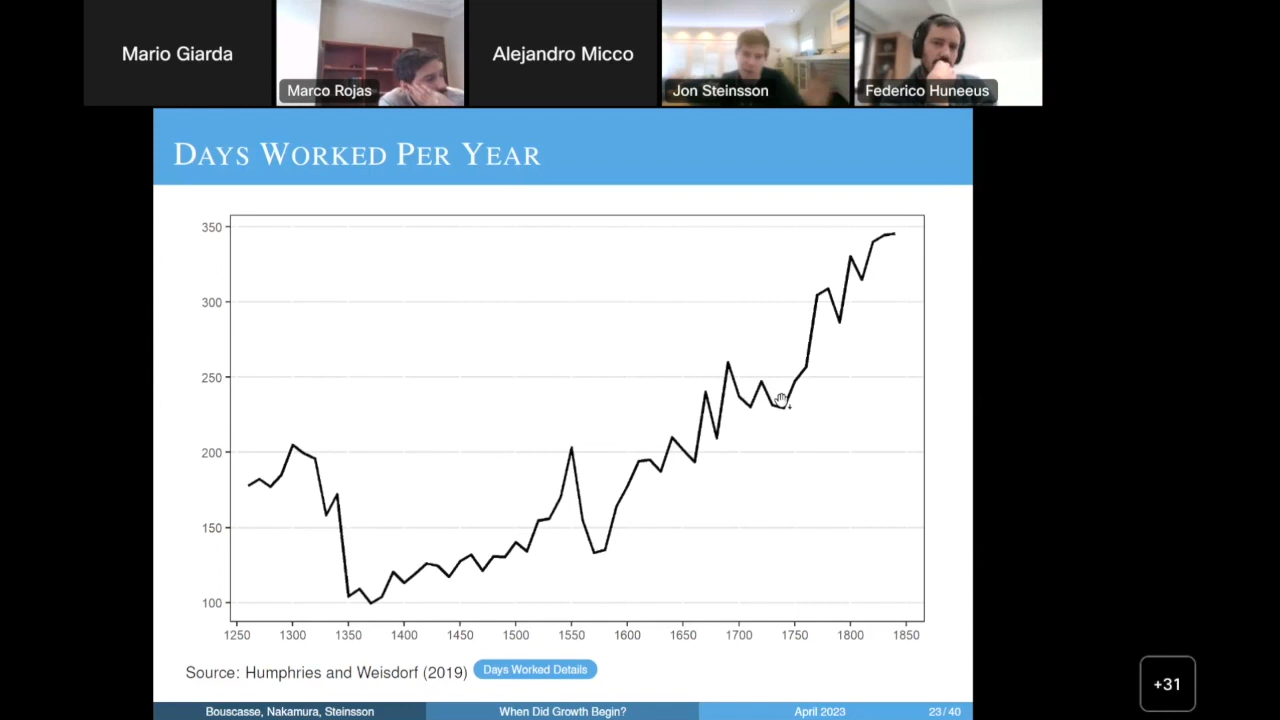 Mario Giarda
Marco Rojas
Alejandro Micco
Jon Steinsson
Federico Huneeus
DAYS WORKED PER YEAR
350
300
250
200
150
100
1250 1300 1350 1400 1450 1500 1550 1600 1650 1700 1750 1800 1850
Source: Humphries and Weisdorf (2019) Days Worked Details
Bouscasse, Nakamura, Steinsson When Did Growth Begin? April 2023 23/40
+31